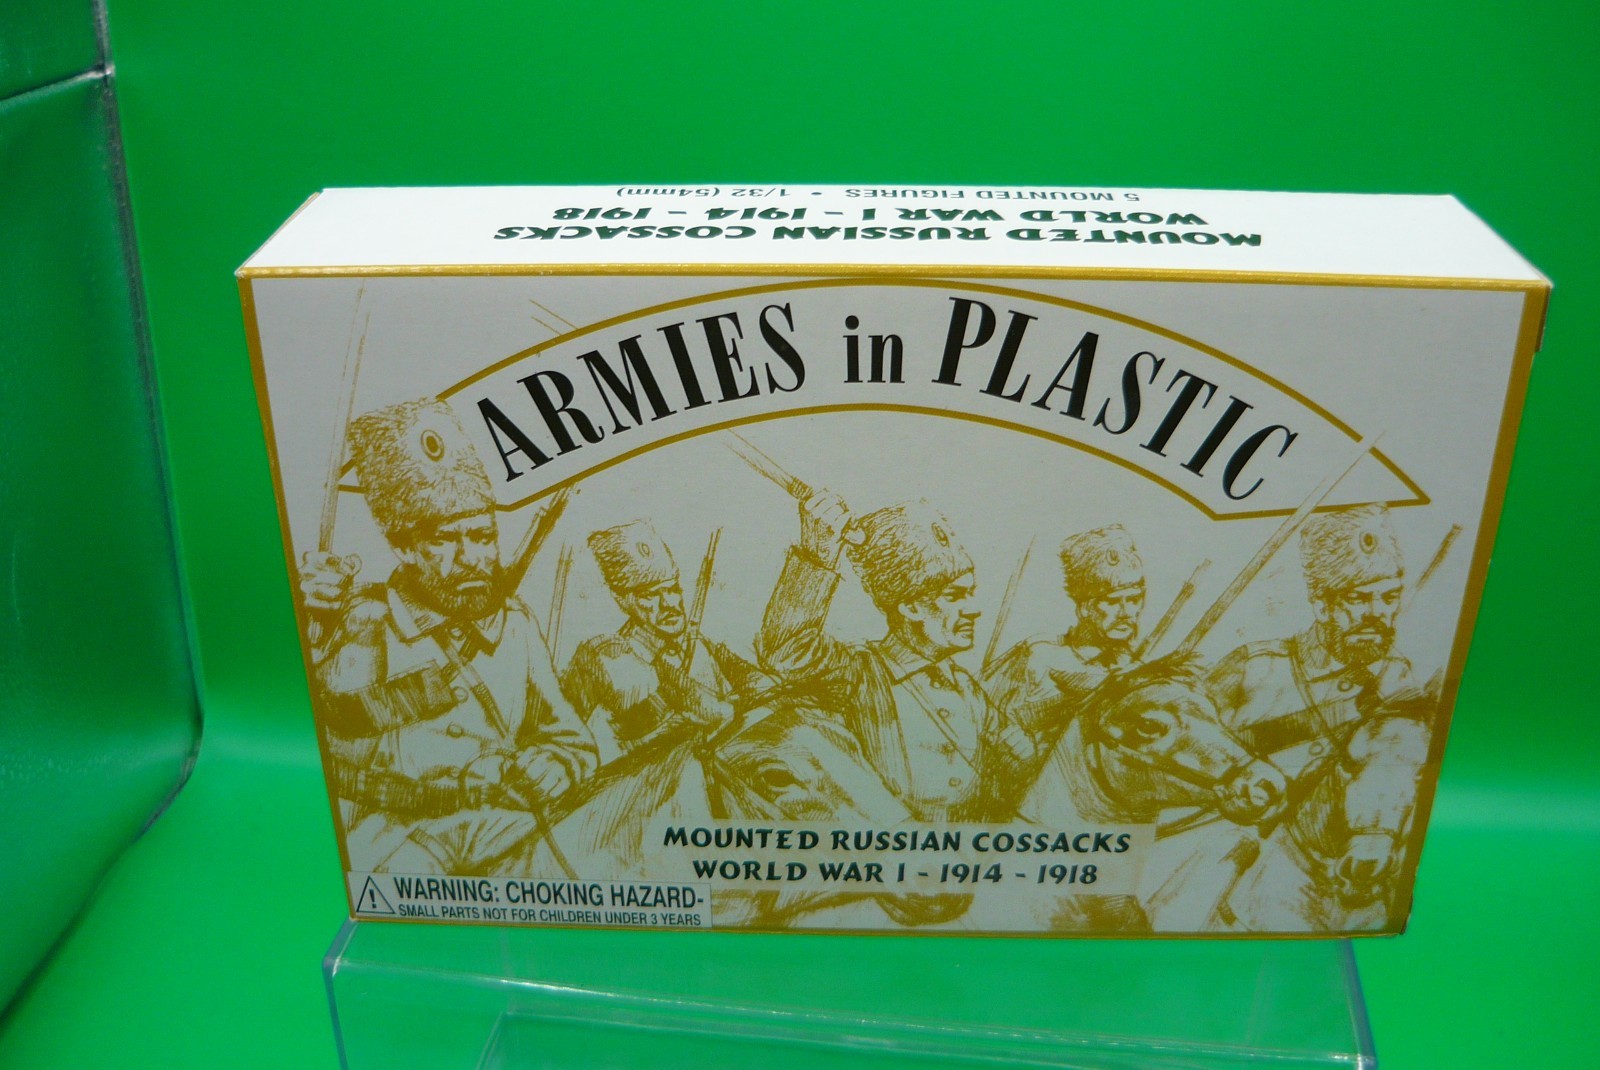 MOUNTED RUSSIAN COSSACKS
WORLD WAR I - 1914 - 1918
5 MOUNTED FIGURES • 1/32 (54mm)
ARMIES in PLASTIC
MOUNTED RUSSIAN COSSACKS
WORLD WAR I - 1914 - 1918
WARNING: CHOKING HAZARD-
SMALL PARTS NOT FOR CHILDREN UNDER 3 YEARS